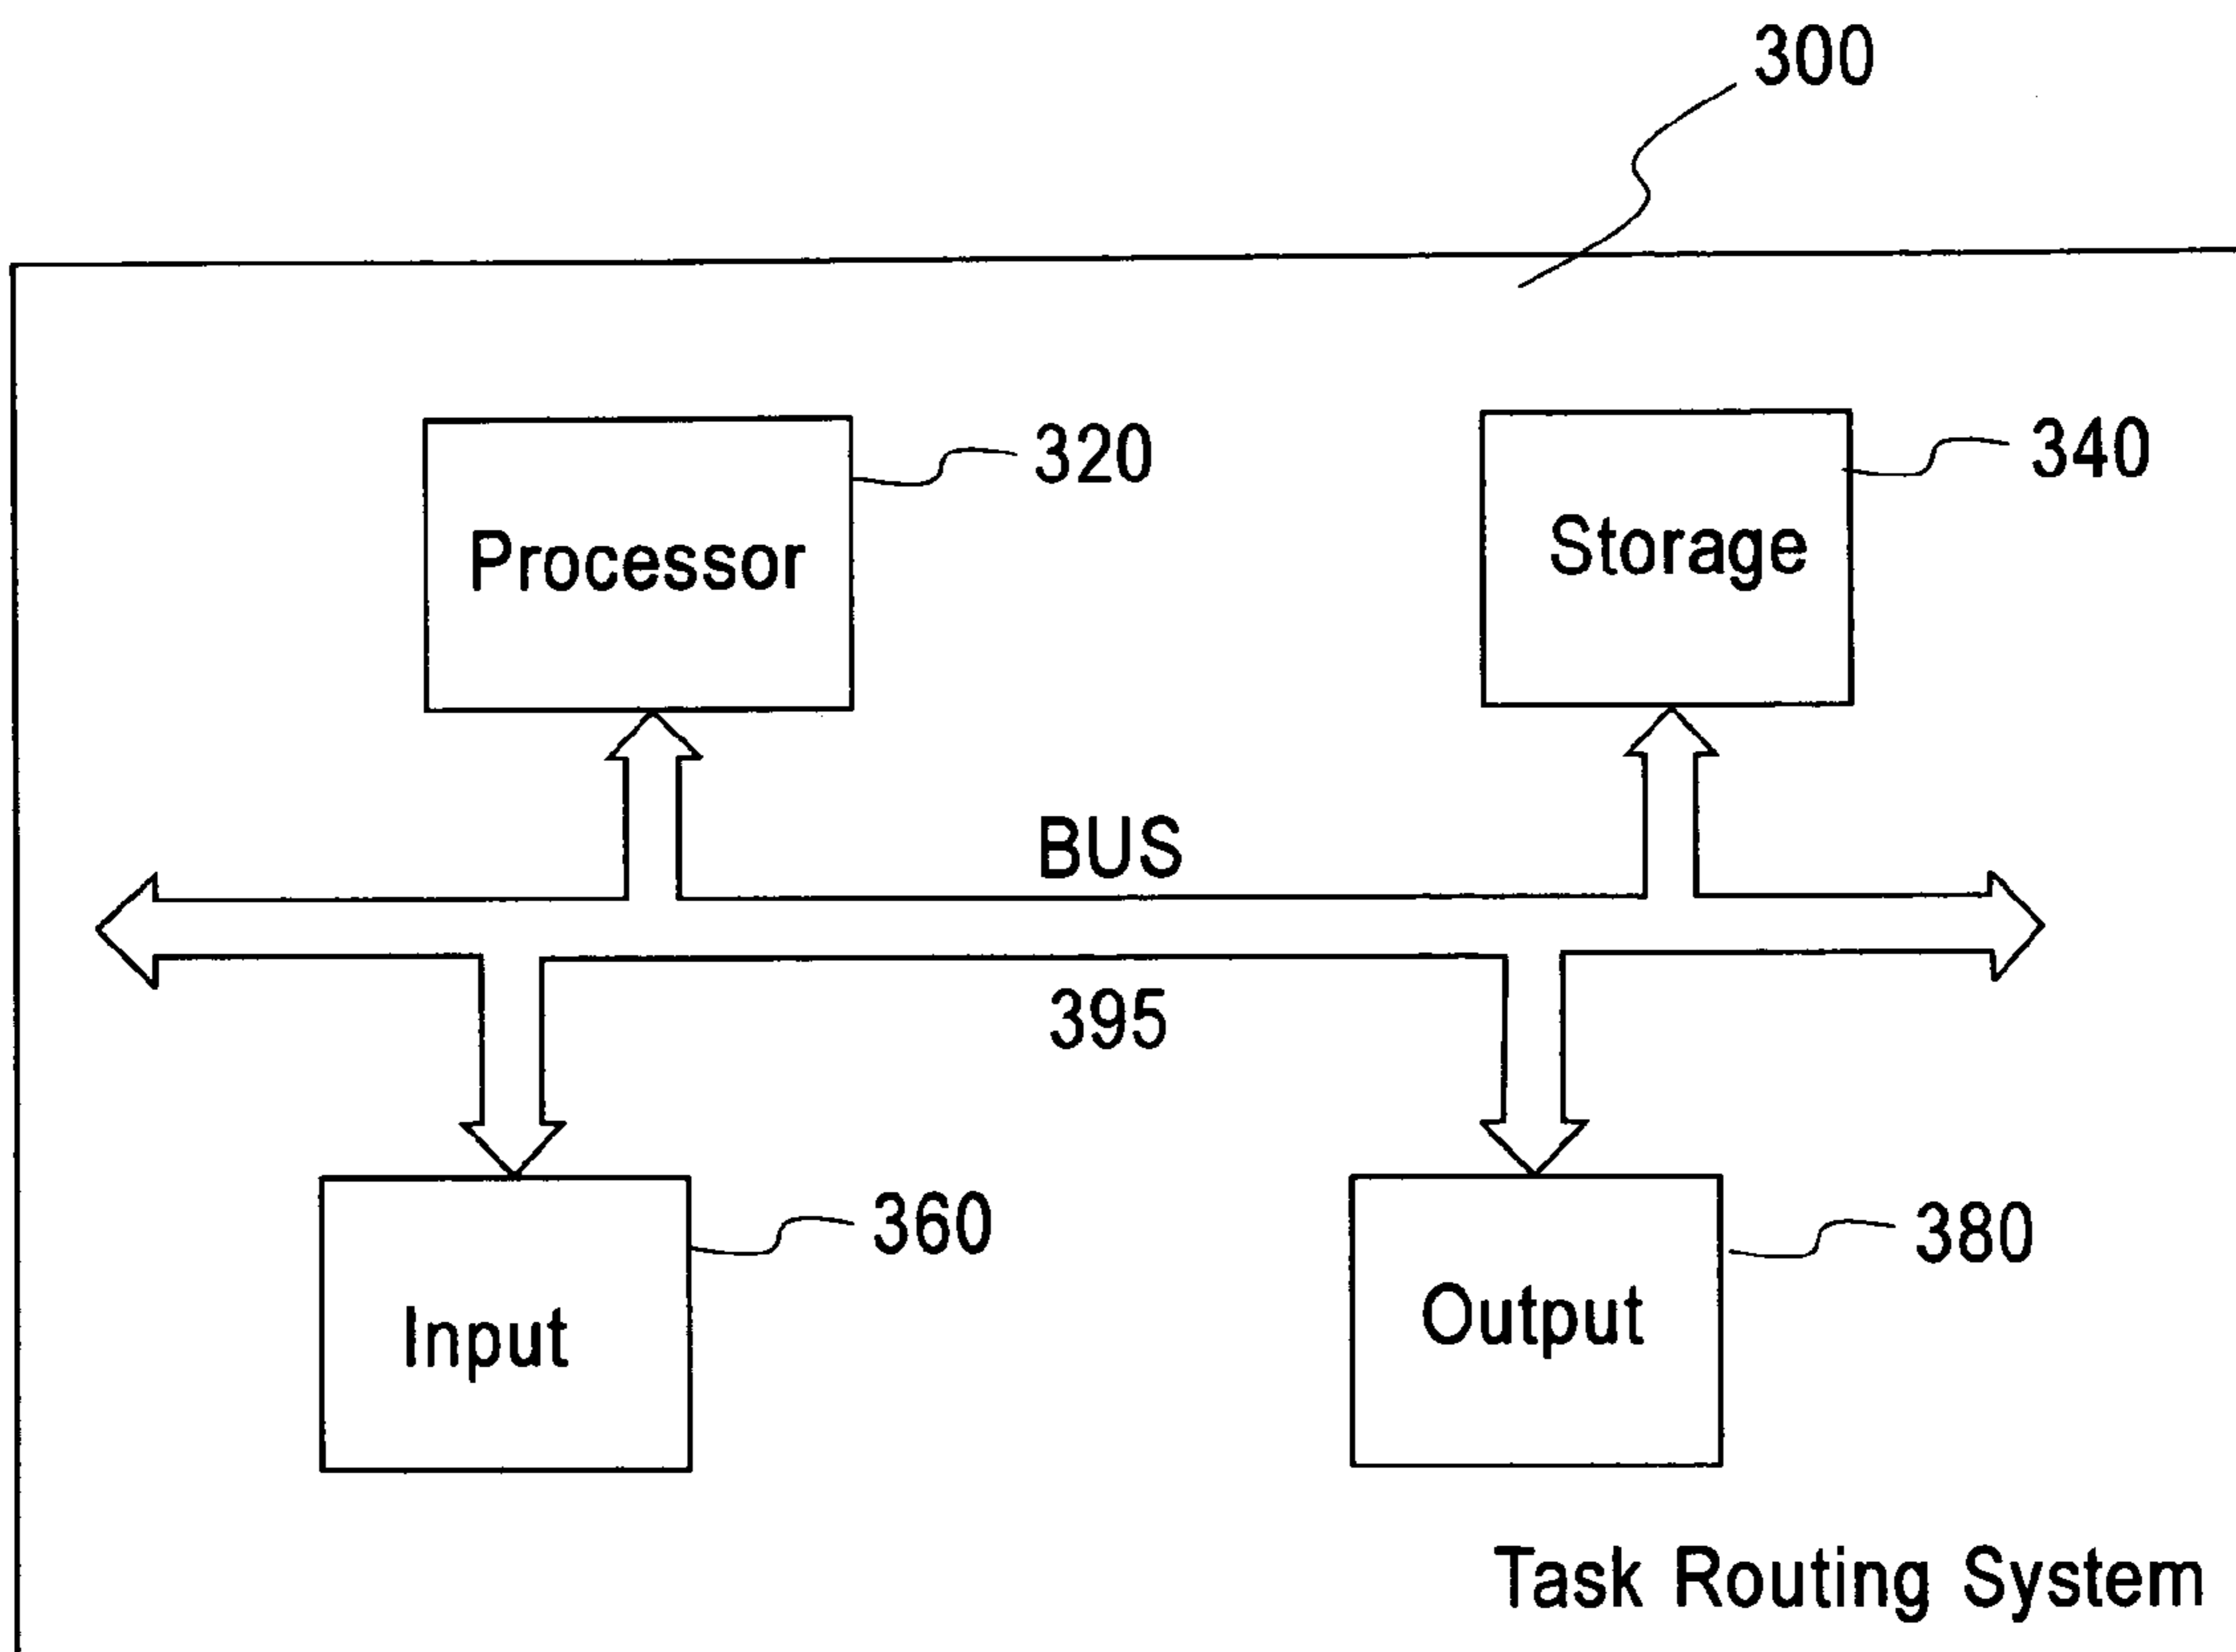 300
320
340
Processor
Storage
BUS
395
360
380
Input
Output
Task Routing System